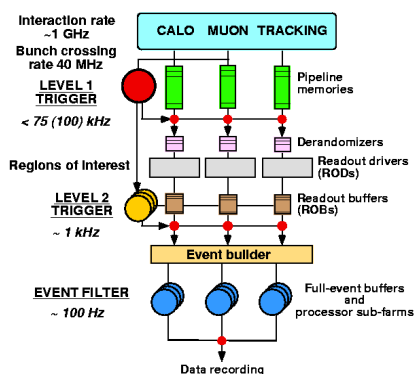 Interaction rate
~1 GHz
CALO MUON TRACKING
Bunch crossing
rate 40 MHz
LEVEL 1
TRIGGER
< 75 (100) kHz
Pipeline
memories
Derandomizers
Regions of Interest
Readout drivers
(RODs)
LEVEL 2
TRIGGER
~ 1 kHz
Readout buffers
(ROBs)
Event builder
EVENT FILTER
~ 100 Hz
Full-event buffers
and
processor sub-farms
Data recording